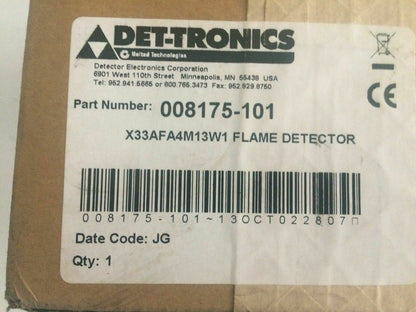 DET-TRONICS
United Technologies
Detector Electronics Corporation
6901 West 110th Street Minneapolis, MN 55438 USA
Tel: 952.941.5665 or 800.765.3473 Fax: 952.829.8750
CE
Part Number: 008175-101
X33AFA4M13W1 FLAME DETECTOR
008175-101~13OCT022807
Date Code: JG
Qty: 1